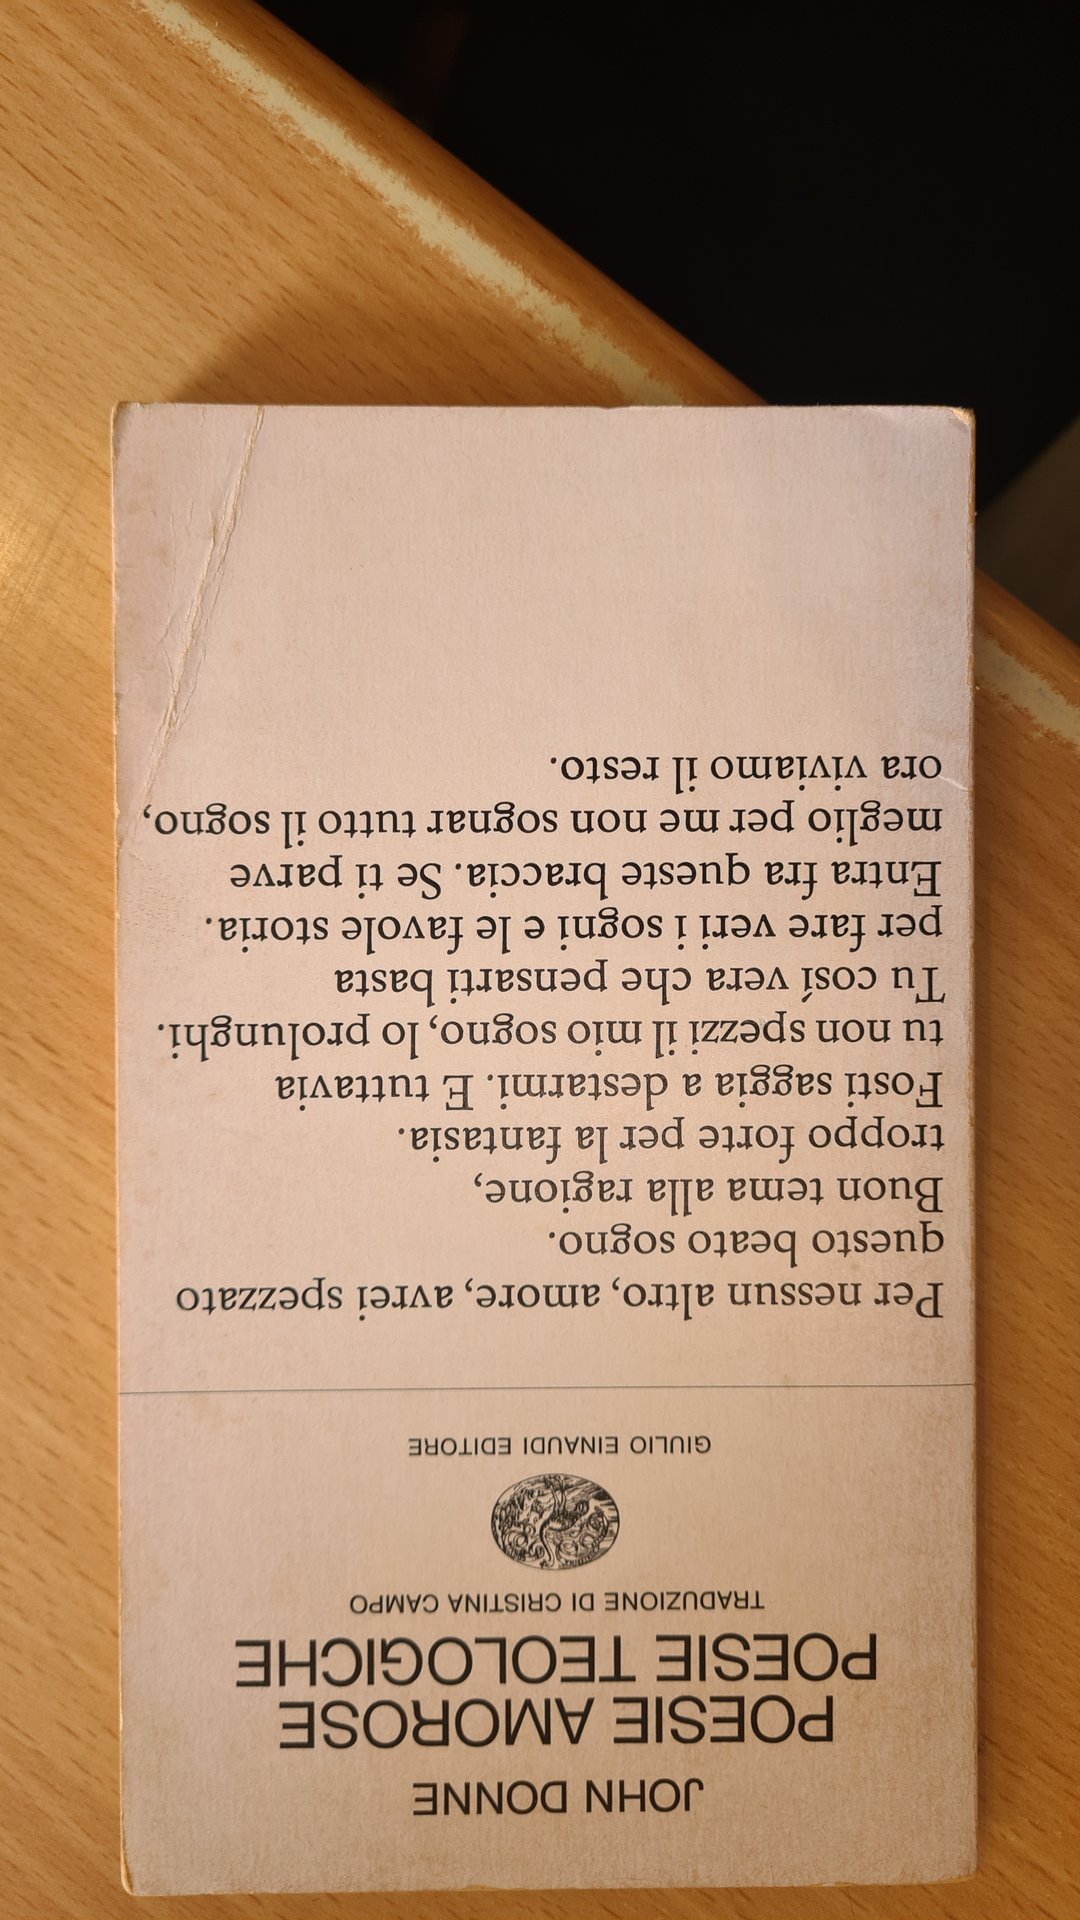 JOHN DONNE
POESIE AMOROSE
POESIE TEOLOGICHE
TRADUZIONE DI CRISTINA CAMPO
GIULIO EINAUDI EDITORE
Per nessun altro, amore, avrei spezzato
questo beato sogno.
Buon tema alla ragione,
troppo forte per la fantasia.
Fosti saggia a destarmi. E tuttavia
tu non spezzi il mio sogno, lo prolunghi.
Tu cosí vera che pensarti basta
per fare veri i sogni e le favole storia.
Entra fra queste braccia. Se ti parve
meglio per me non sognar tutto il sogno,
ora viviamo il resto.